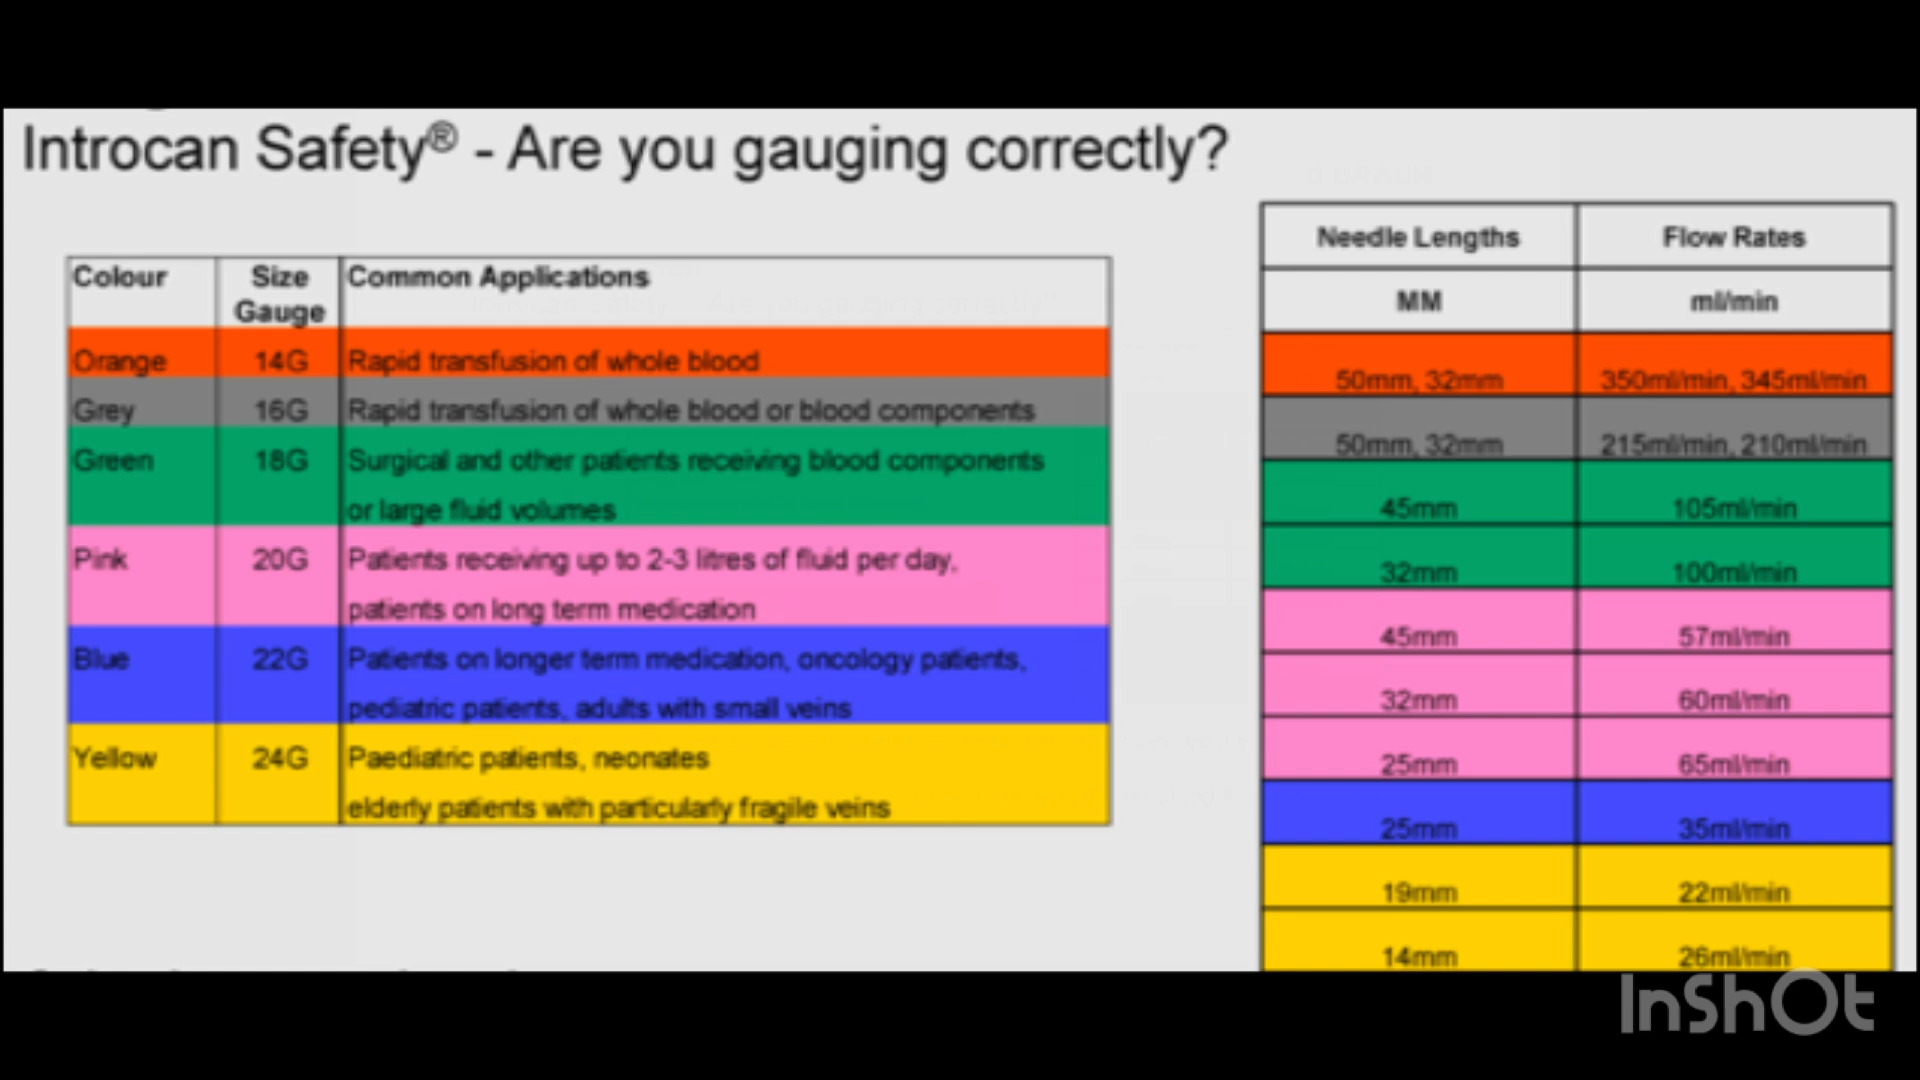 Introcan Safety® - Are you gauging correctly?
Colour Size Gauge Common Applications
Orange 14G Rapid transfusion of whole blood
Grey 16G Rapid transfusion of whole blood or blood components
Green 18G Surgical and other patients receiving blood components
or large fluid volumes
Pink 20G Patients receiving up to 2-3 litres of fluid per day,
patients on long term medication
Blue 22G Patients on longer term medication, oncology patients,
pediatric patients, adults with small veins
Yellow 24G Paediatric patients, neonates
elderly patients with particularly fragile veins
Needle Lengths Flow Rates
MM ml/min
50mm, 32mm 350ml/min, 345ml/min
50mm, 32mm 215ml/min, 210ml/min
45mm 105ml/min
32mm 100ml/min
45mm 57ml/min
32mm 60ml/min
25mm 65ml/min
25mm 35ml/min
19mm 22ml/min
14mm 26ml/min
InShOt